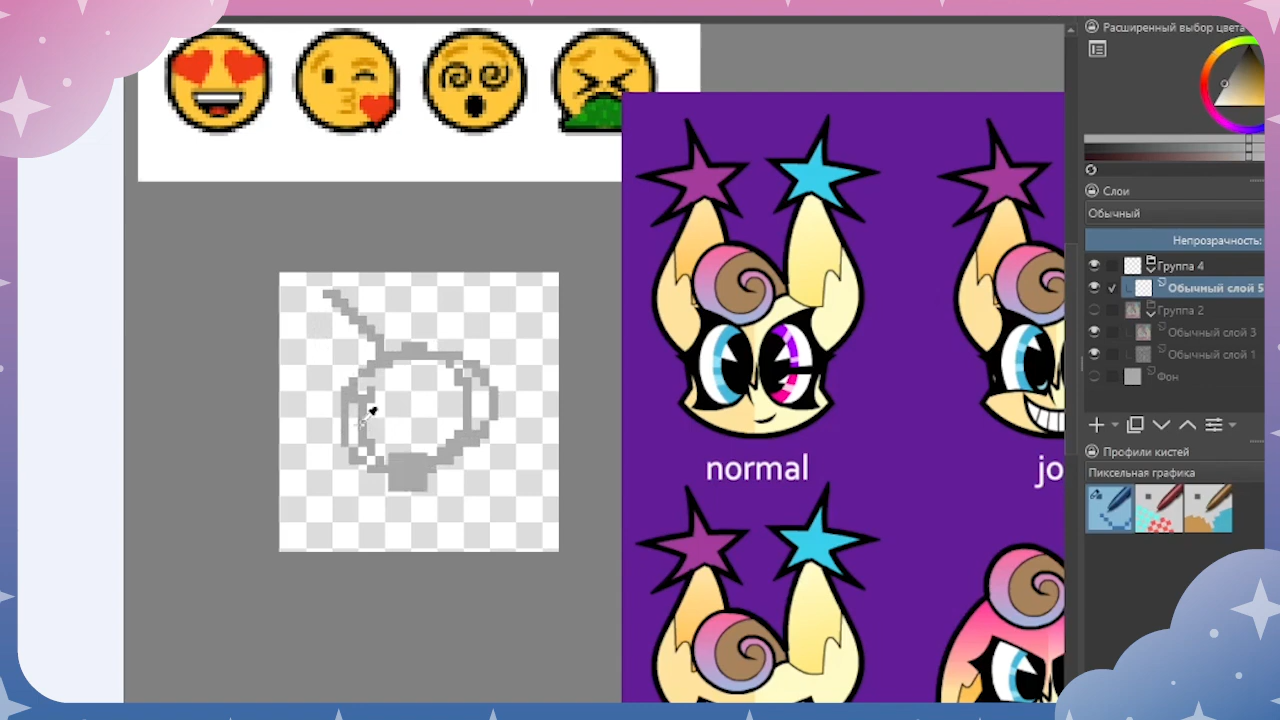 Расширенный выбор цвета
Слои
Обычный
Непрозрачность:
Группа 4
Обычный слой 5
Группа 2
Обычный слой 3
Обычный слой 1
Фон
Профили кистей
Пиксельная графика
normal
jo